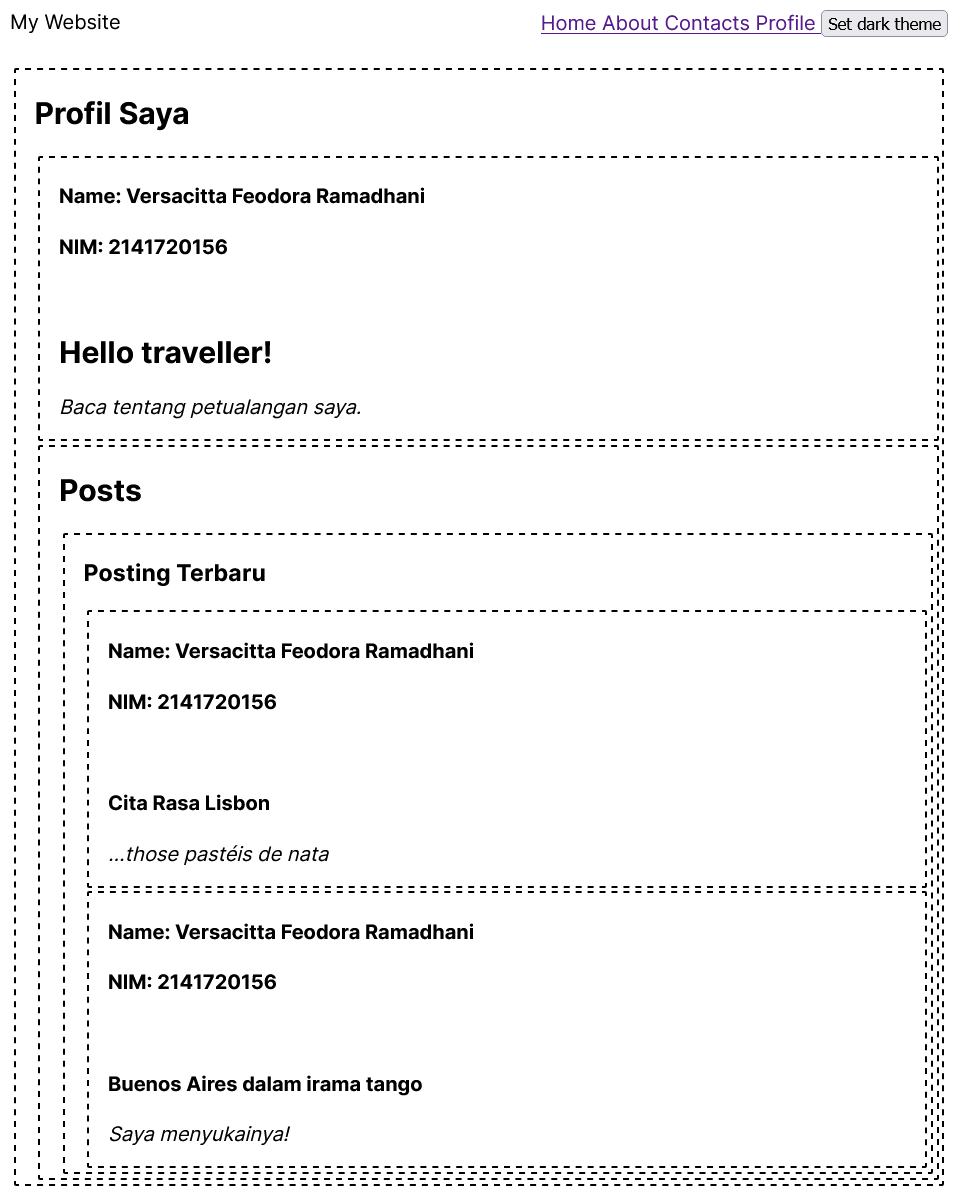 My Website
Home About Contacts Profile Set dark theme
Profil Saya
Name: Versacitta Feodora Ramadhani
NIM: 2141720156
Hello traveller!
Baca tentang petualangan saya.
Posts
Posting Terbaru
Name: Versacitta Feodora Ramadhani
NIM: 2141720156
Cita Rasa Lisbon
...those pastéis de nata
Name: Versacitta Feodora Ramadhani
NIM: 2141720156
Buenos Aires dalam irama tango
Saya menyukainya!